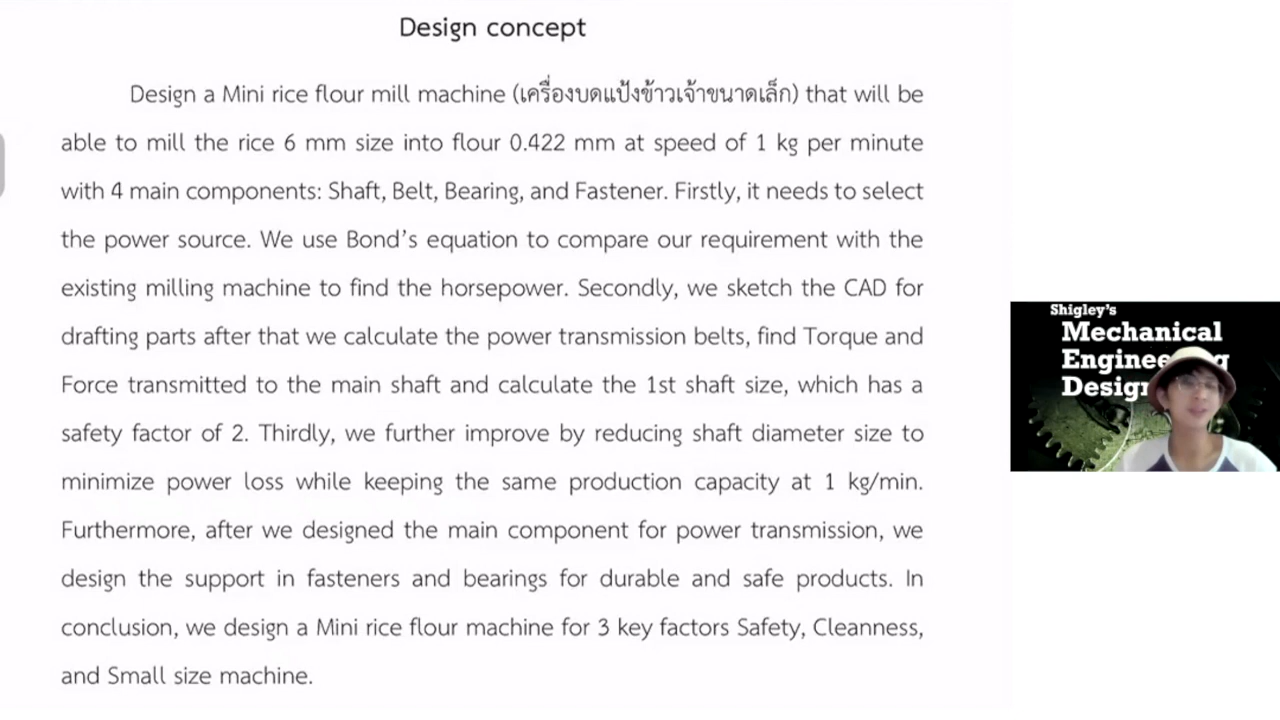 Design concept
Design a Mini rice flour mill machine (เครื่องบดแป้งข้าวเจ้าขนาดเล็ก) that will be
able to mill the rice 6 mm size into flour 0.422 mm at speed of 1 kg per minute
with 4 main components: Shaft, Belt, Bearing, and Fastener. Firstly, it needs to select
the power source. We use Bond's equation to compare our requirement with the
existing milling machine to find the horsepower. Secondly, we sketch the CAD for
drafting parts after that we calculate the power transmission belts, find Torque and
Force transmitted to the main shaft and calculate the 1st shaft size, which has a
safety factor of 2. Thirdly, we further improve by reducing shaft diameter size to
minimize power loss while keeping the same production capacity at 1 kg/min.
Furthermore, after we designed the main component for power transmission, we
design the support in fasteners and bearings for durable and safe products. In
conclusion, we design a Mini rice flour machine for 3 key factors Safety, Cleanness,
and Small size machine.
Shigley's
Mechanical